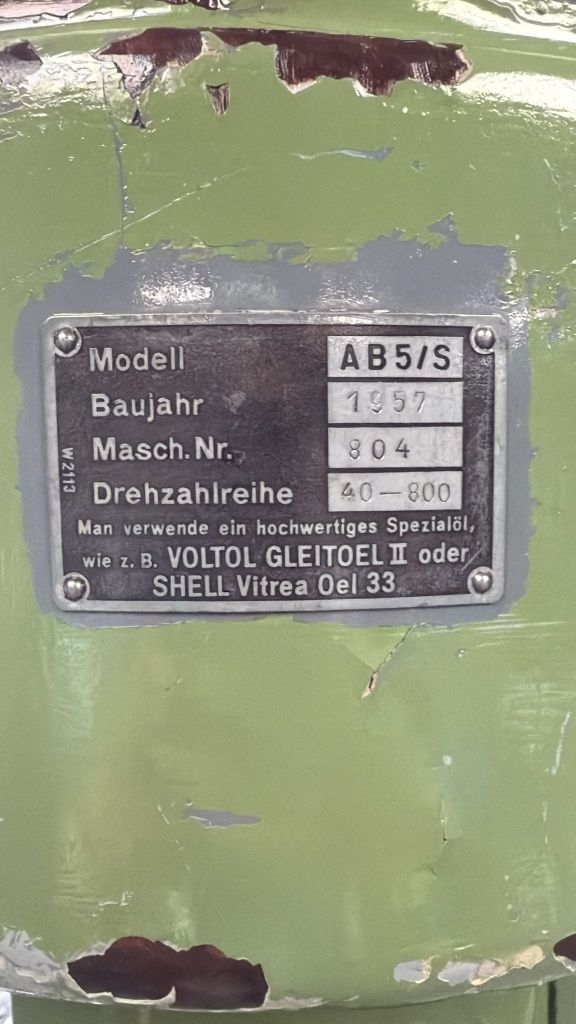 Modell AB5/S
Baujahr 1957
Masch.Nr. 804
Drehzahlreihe 40—800
Man verwende ein hochwertiges Spezialöl,
wie z. B. VOLTOL GLEITOEL II oder
SHELL Vitrea Oel 33
W2113